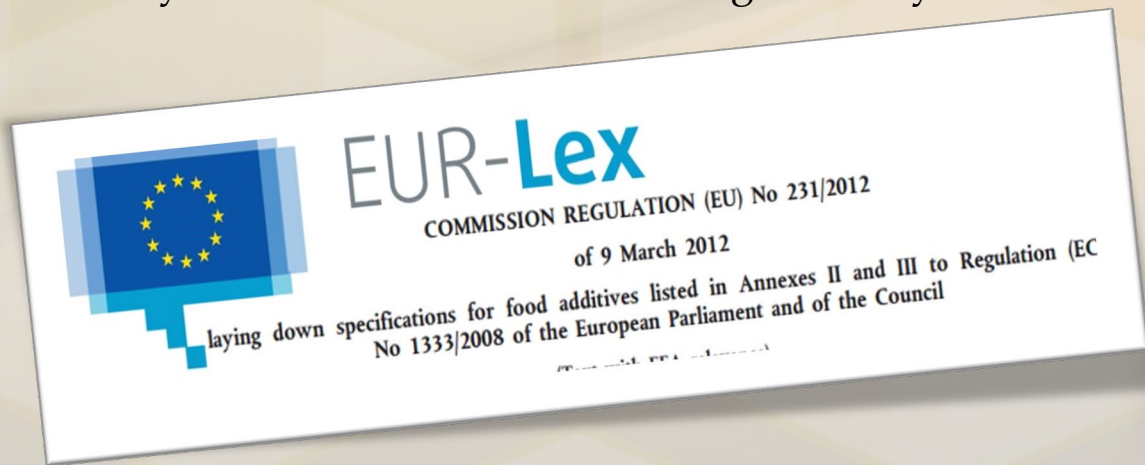 EUR-Lex
COMMISSION REGULATION (EU) No 231/2012
of 9 March 2012
laying down specifications for food additives listed in Annexes II and III to Regulation (EC
No 1333/2008 of the European Parliament and of the Council